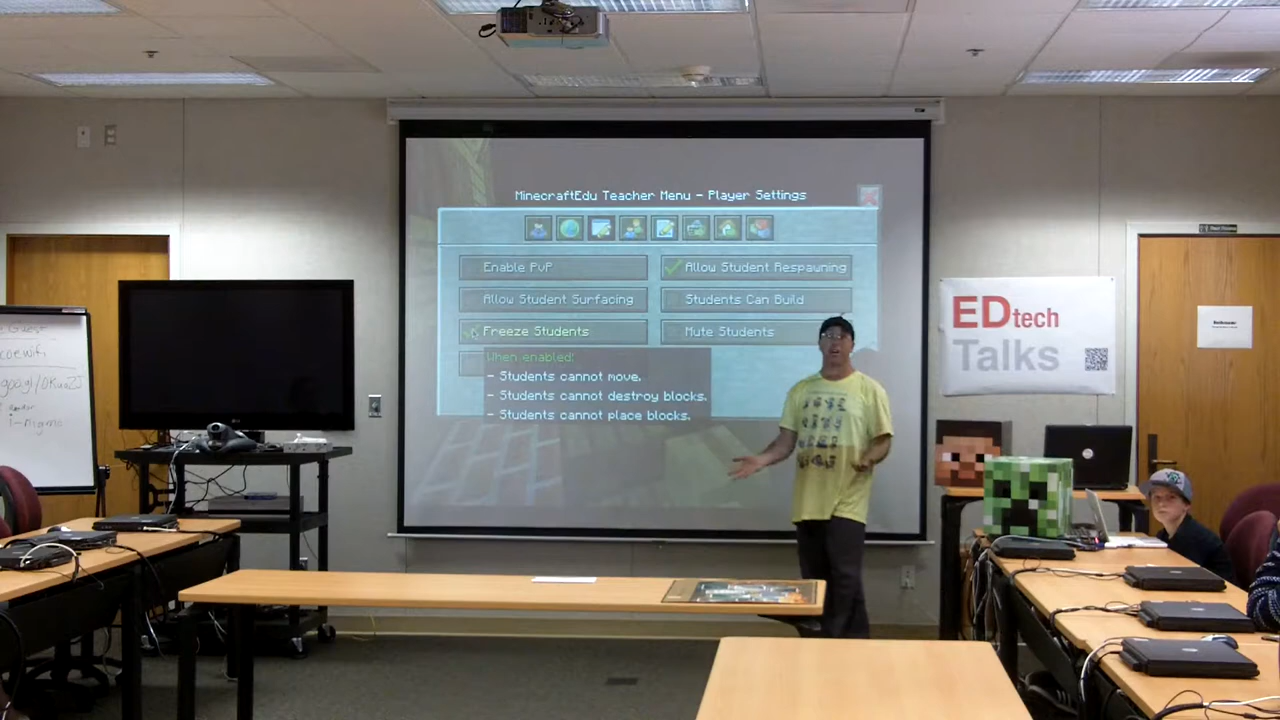 MinecraftEdu Teacher Menu - Player Settings
Enable PvP
Allow Student Respawning
Allow Student Surfacing
Students Can Build
Freeze Students
Mute Students
When enabled:
- Students cannot move.
- Students cannot destroy blocks.
- Students cannot place blocks.
EDtech
Talks
Guest